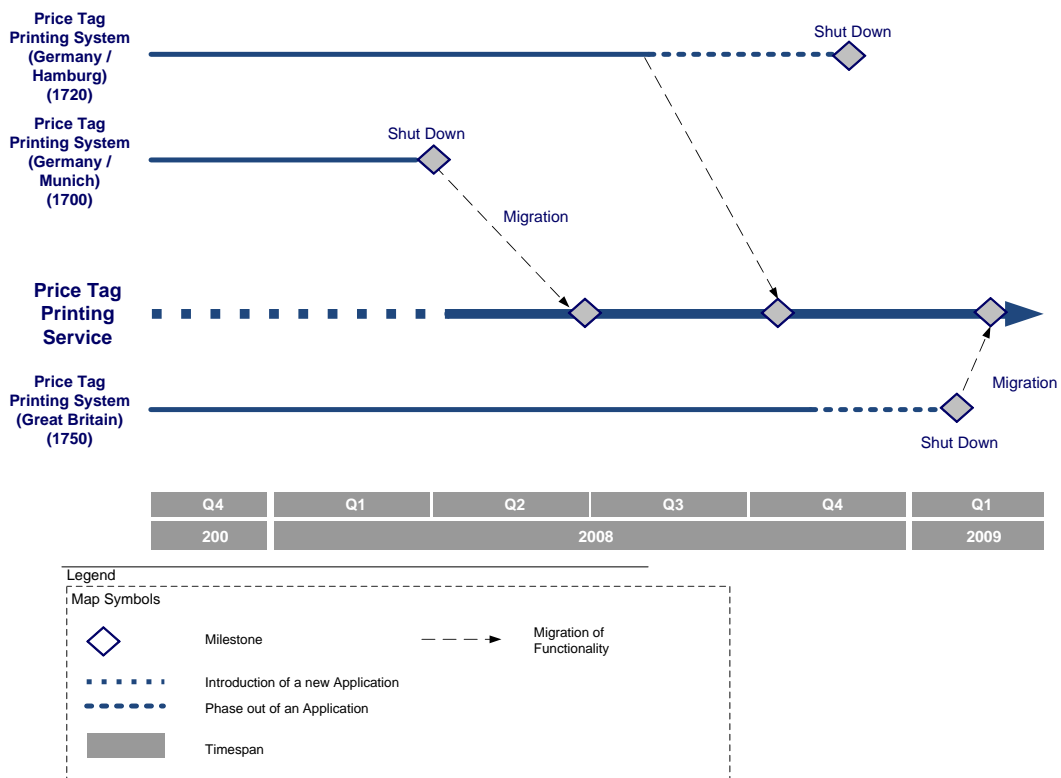 Price Tag
Printing System
(Germany /
Hamburg)
(1720)
Shut Down
Price Tag
Printing System
(Germany /
Munich)
(1700)
Shut Down
Migration
Price Tag
Printing
Service
Price Tag
Printing System
(Great Britain)
(1750)
Migration
Shut Down
Q4 Q1 Q2 Q3 Q4 Q1
200 2008 2009
Legend
Map Symbols
Milestone
Migration of
Functionality
Introduction of a new Application
Phase out of an Application
Timespan